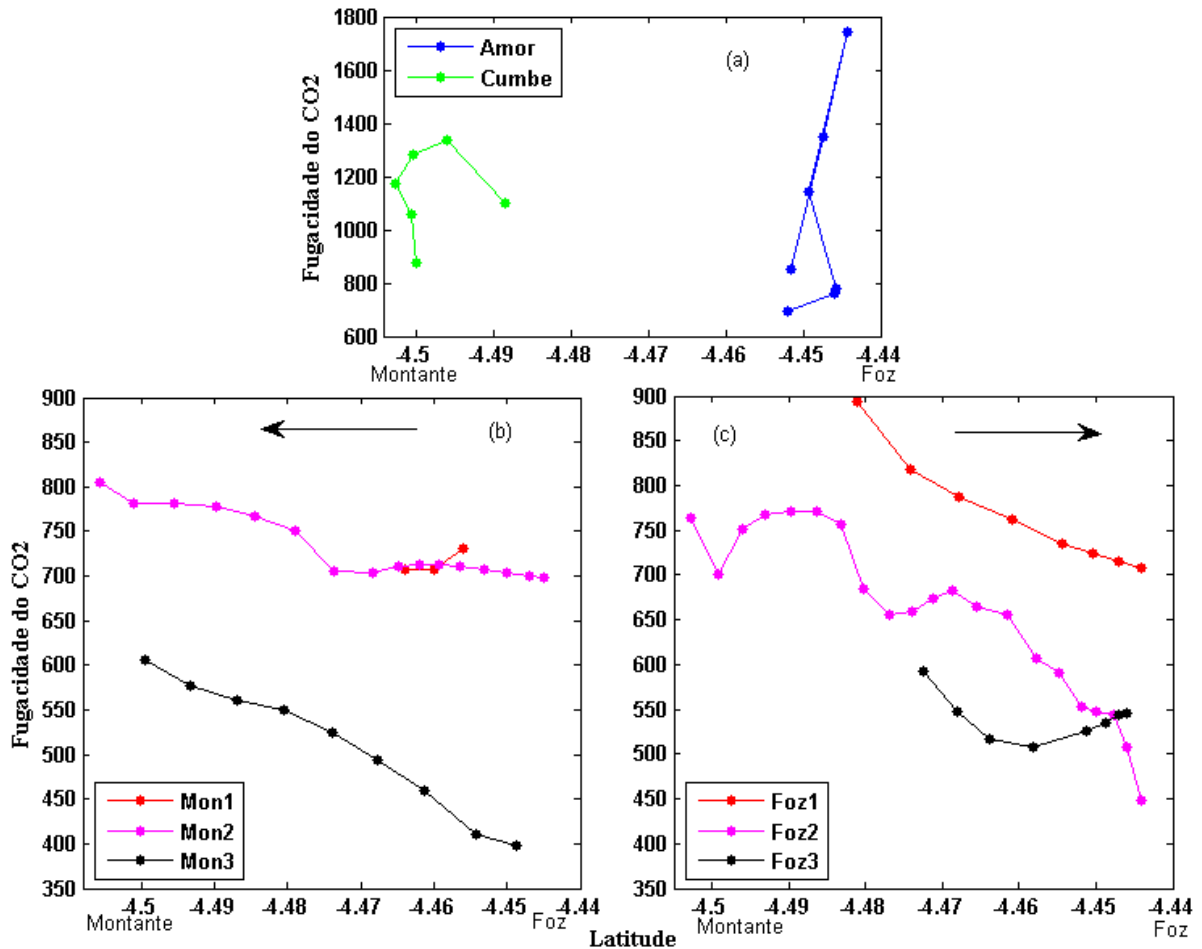 1800
1600
1400
1200
1000
800
600
Fugacidade do CO2
Amor
Cumbe
(a)
-4.5 -4.49 -4.48 -4.47 -4.46 -4.45 -4.44
Montante Foz
900
850
800
750
700
650
600
550
500
450
400
350
Fugacidade do CO2
(b)
Mon1
Mon2
Mon3
-4.5 -4.49 -4.48 -4.47 -4.46 -4.45 -4.44
Montante Foz
900
850
800
750
700
650
600
550
500
450
400
350
(c)
Foz1
Foz2
Foz3
-4.5 -4.49 -4.48 -4.47 -4.46 -4.45 -4.44
Montante Foz
Latitude